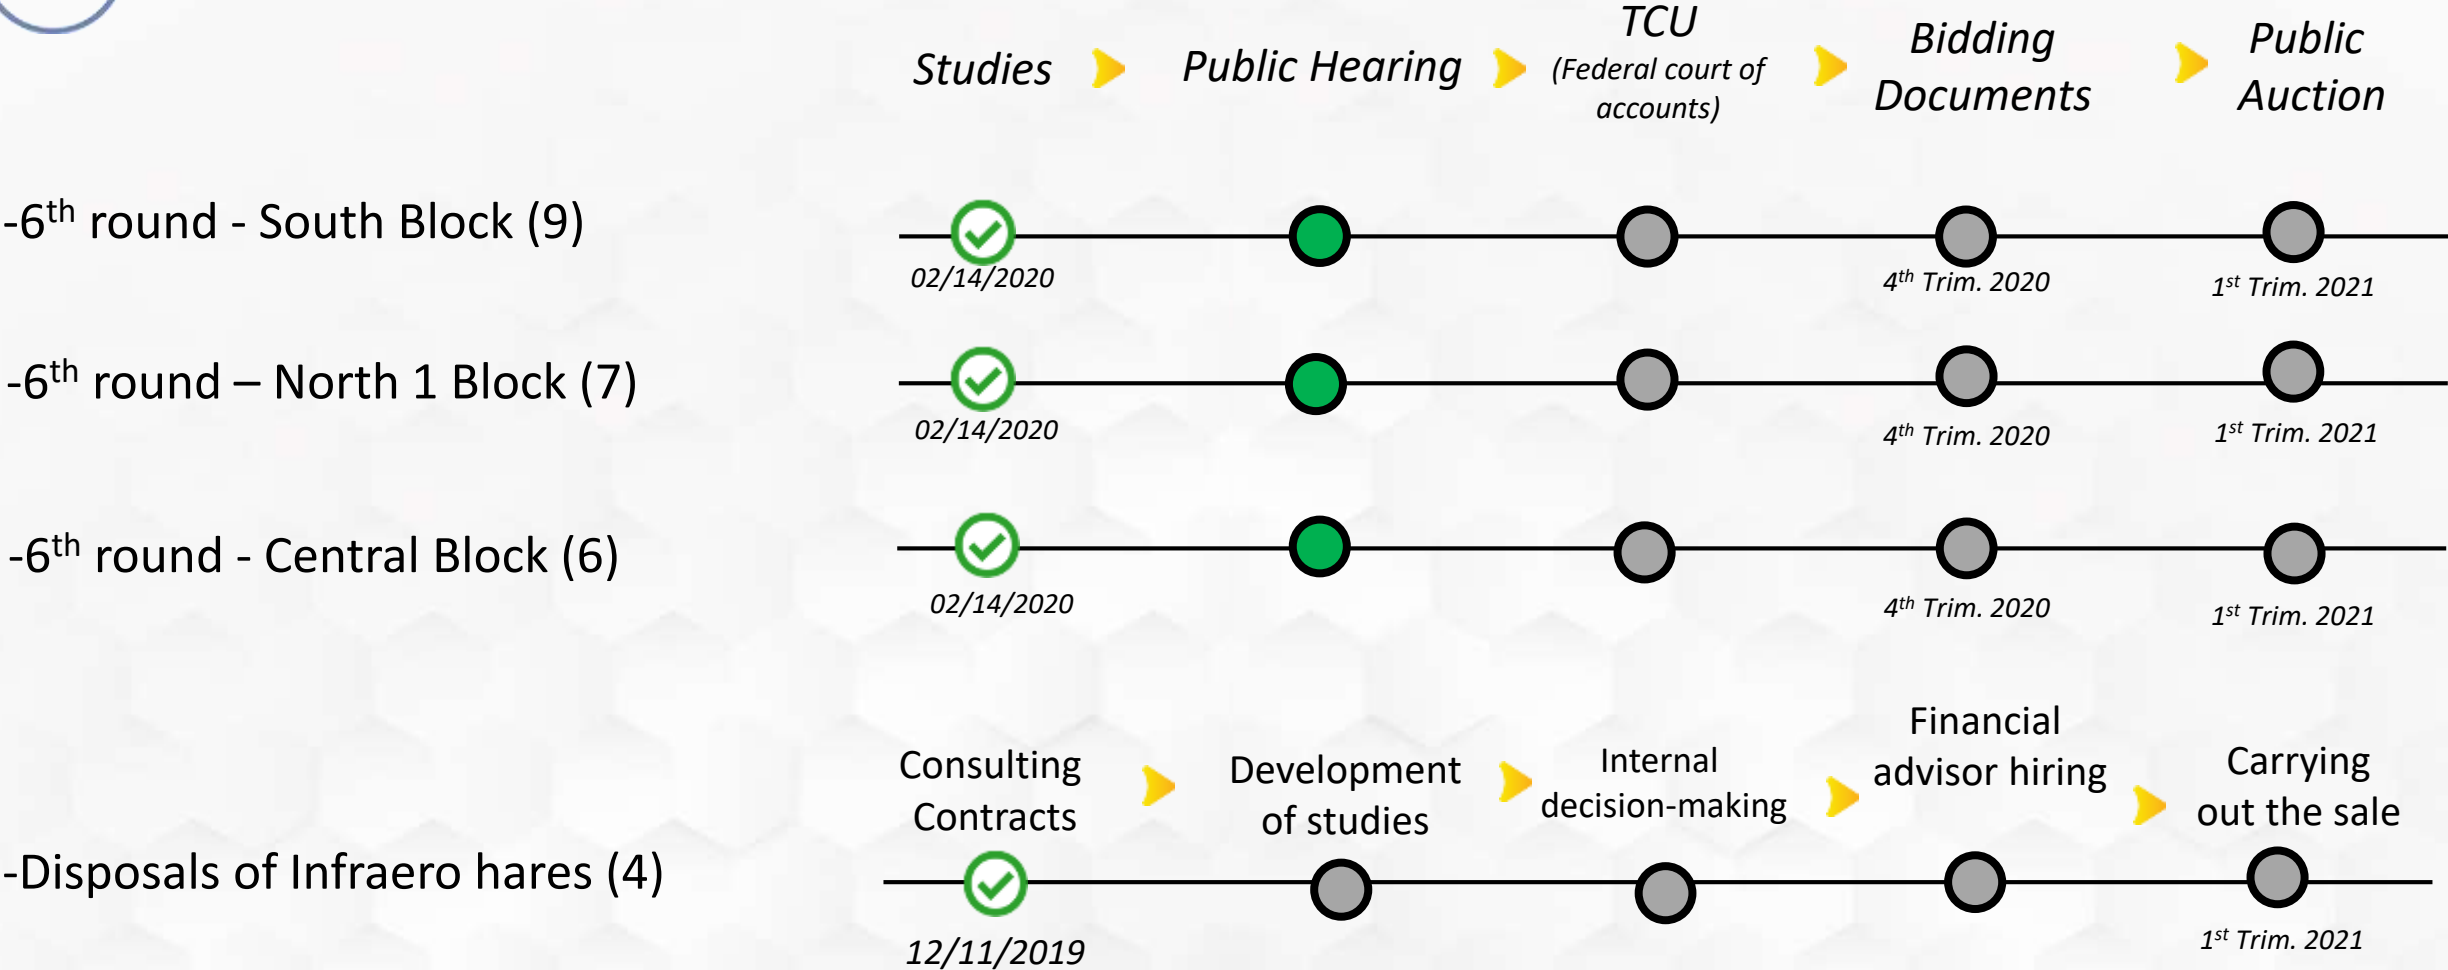 Studies
Public Hearing
TCU
(Federal court of
accounts)
Bidding
Documents
Public
Auction
-6th round - South Block (9)
02/14/2020
4th Trim. 2020
1st Trim. 2021
-6th round – North 1 Block (7)
02/14/2020
4th Trim. 2020
1st Trim. 2021
-6th round - Central Block (6)
02/14/2020
4th Trim. 2020
1st Trim. 2021
Consulting
Contracts
Development
of studies
Internal
decision-making
Financial
advisor hiring
Carrying
out the sale
-Disposals of Infraero hares (4)
12/11/2019
1st Trim. 2021